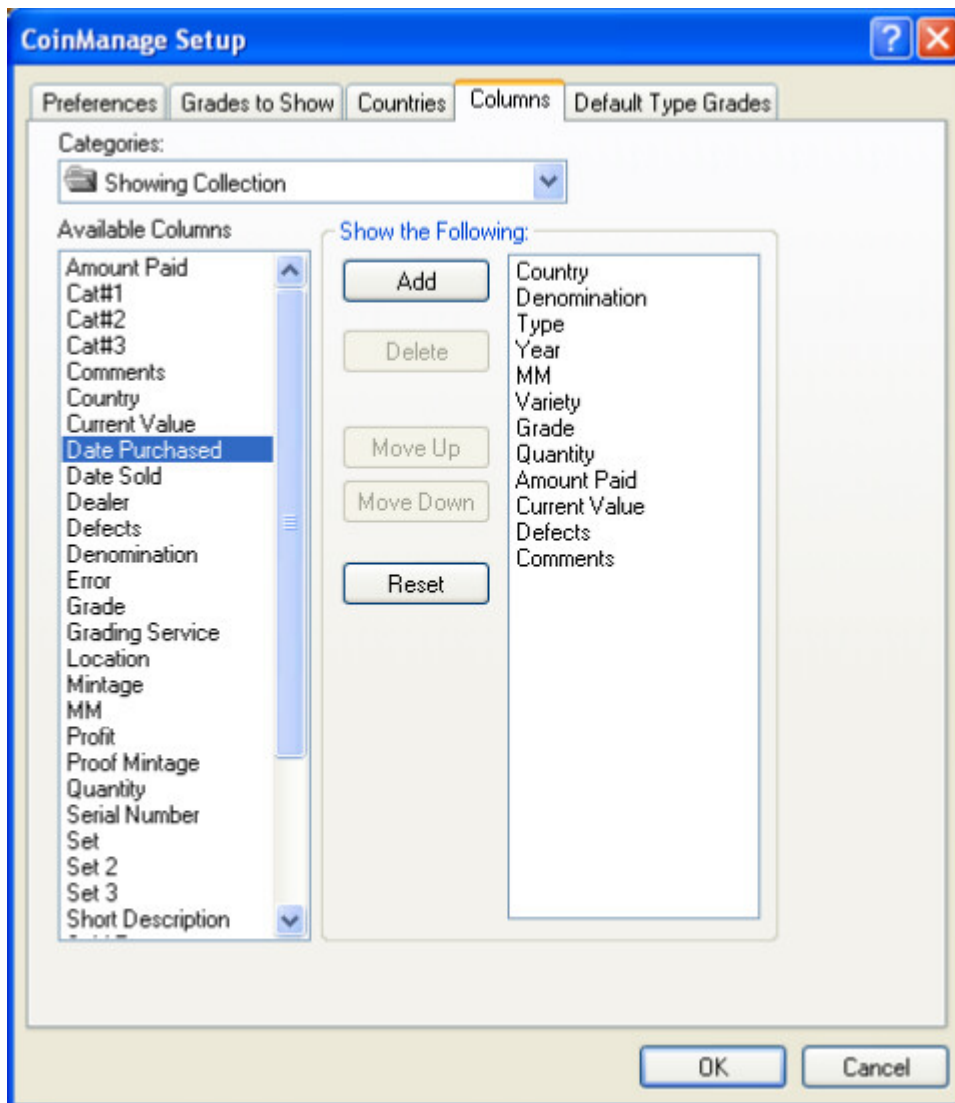 CoinManage Setup
Preferences Grades to Show Countries Columns Default Type Grades
Categories:
Showing Collection
Available Columns
Amount Paid
Cat#1
Cat#2
Cat#3
Comments
Country
Current Value
Date Purchased
Date Sold
Dealer
Defects
Denomination
Error
Grade
Grading Service
Location
Mintage
MM
Profit
Proof Mintage
Quantity
Serial Number
Set
Set 2
Set 3
Short Description
Show the Following:
Add
Delete
Move Up
Move Down
Reset
Country
Denomination
Type
Year
MM
Variety
Grade
Quantity
Amount Paid
Current Value
Defects
Comments
OK Cancel